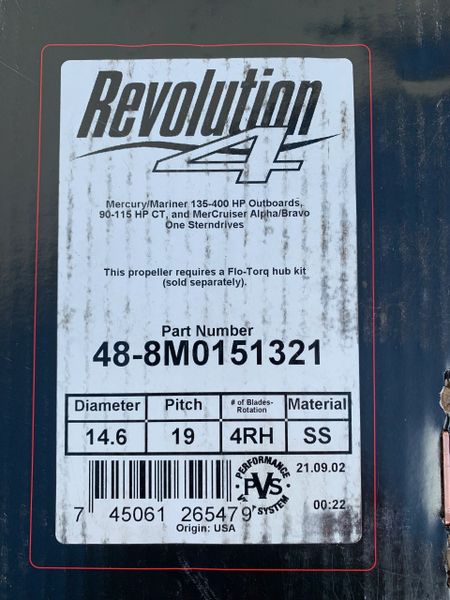 Revolution
4
Mercury/Mariner 135-400 HP Outboards,
90-115 HP CT, and MerCruiser Alpha/Bravo
One Sterndrives
This propeller requires a Flo-Torq hub kit
(sold separately).
Part Number
48-8M0151321
Diameter Pitch # of Blades- Material
Rotation
14.6 19 4RH SS
PERFORMANCE
PVS
SYSTEM
21.09.02
00:22
7 45061 265479
Origin: USA